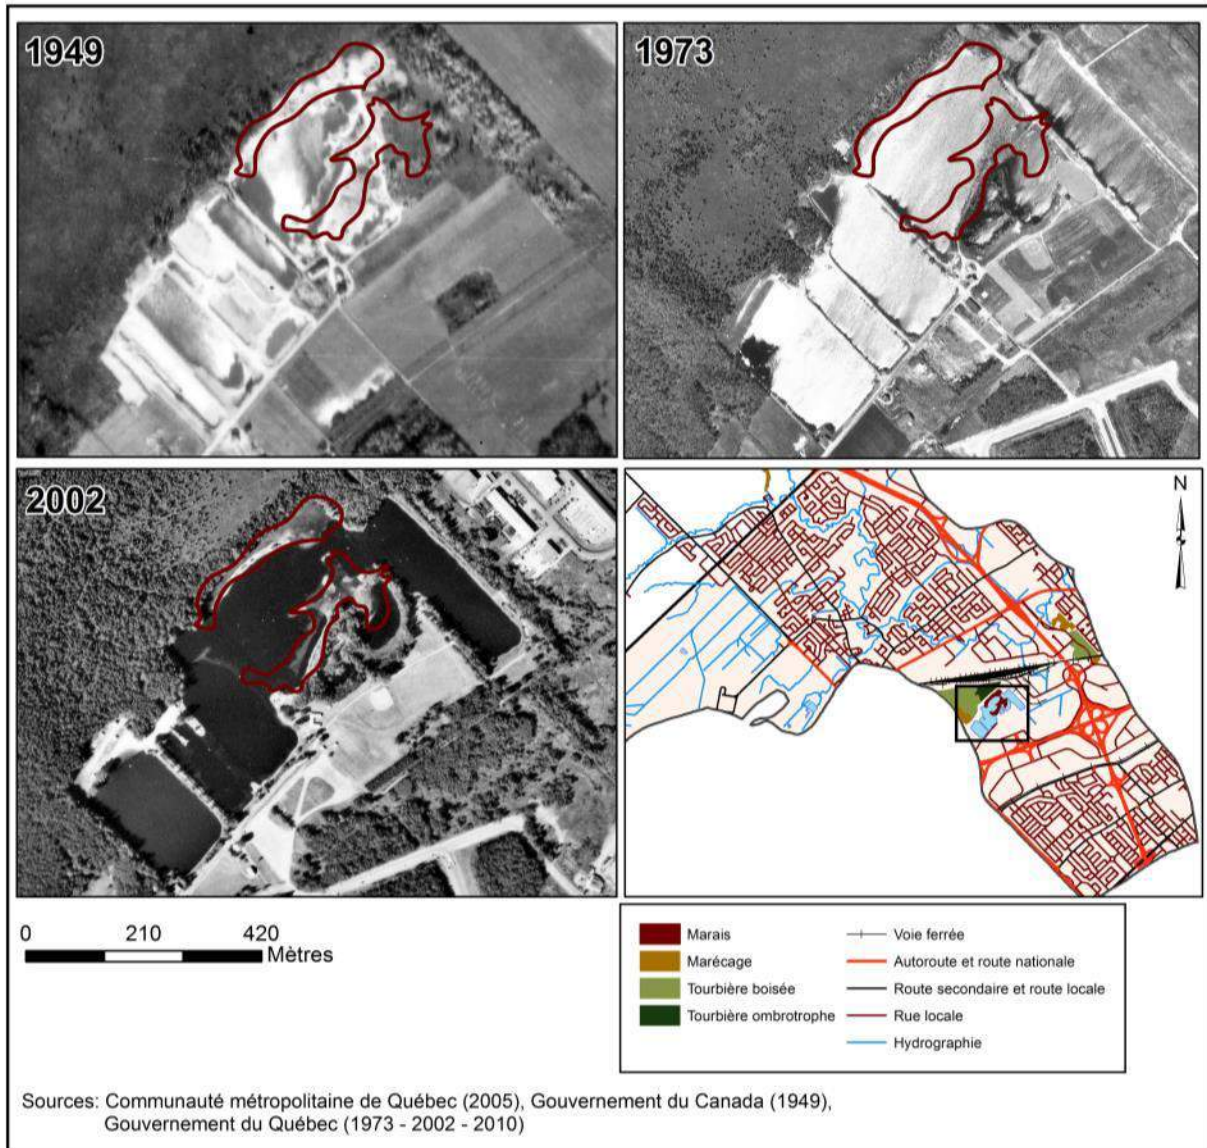 1949
1973
2002
N
0 210 420
Mètres
Marais
Marécage
Tourbière boisée
Tourbière ombrotrophe
Voie ferrée
Autoroute et route nationale
Route secondaire et route locale
Rue locale
Hydrographie
Sources: Communauté métropolitaine de Québec (2005), Gouvernement du Canada (1949),
Gouvernement du Québec (1973 - 2002 - 2010)